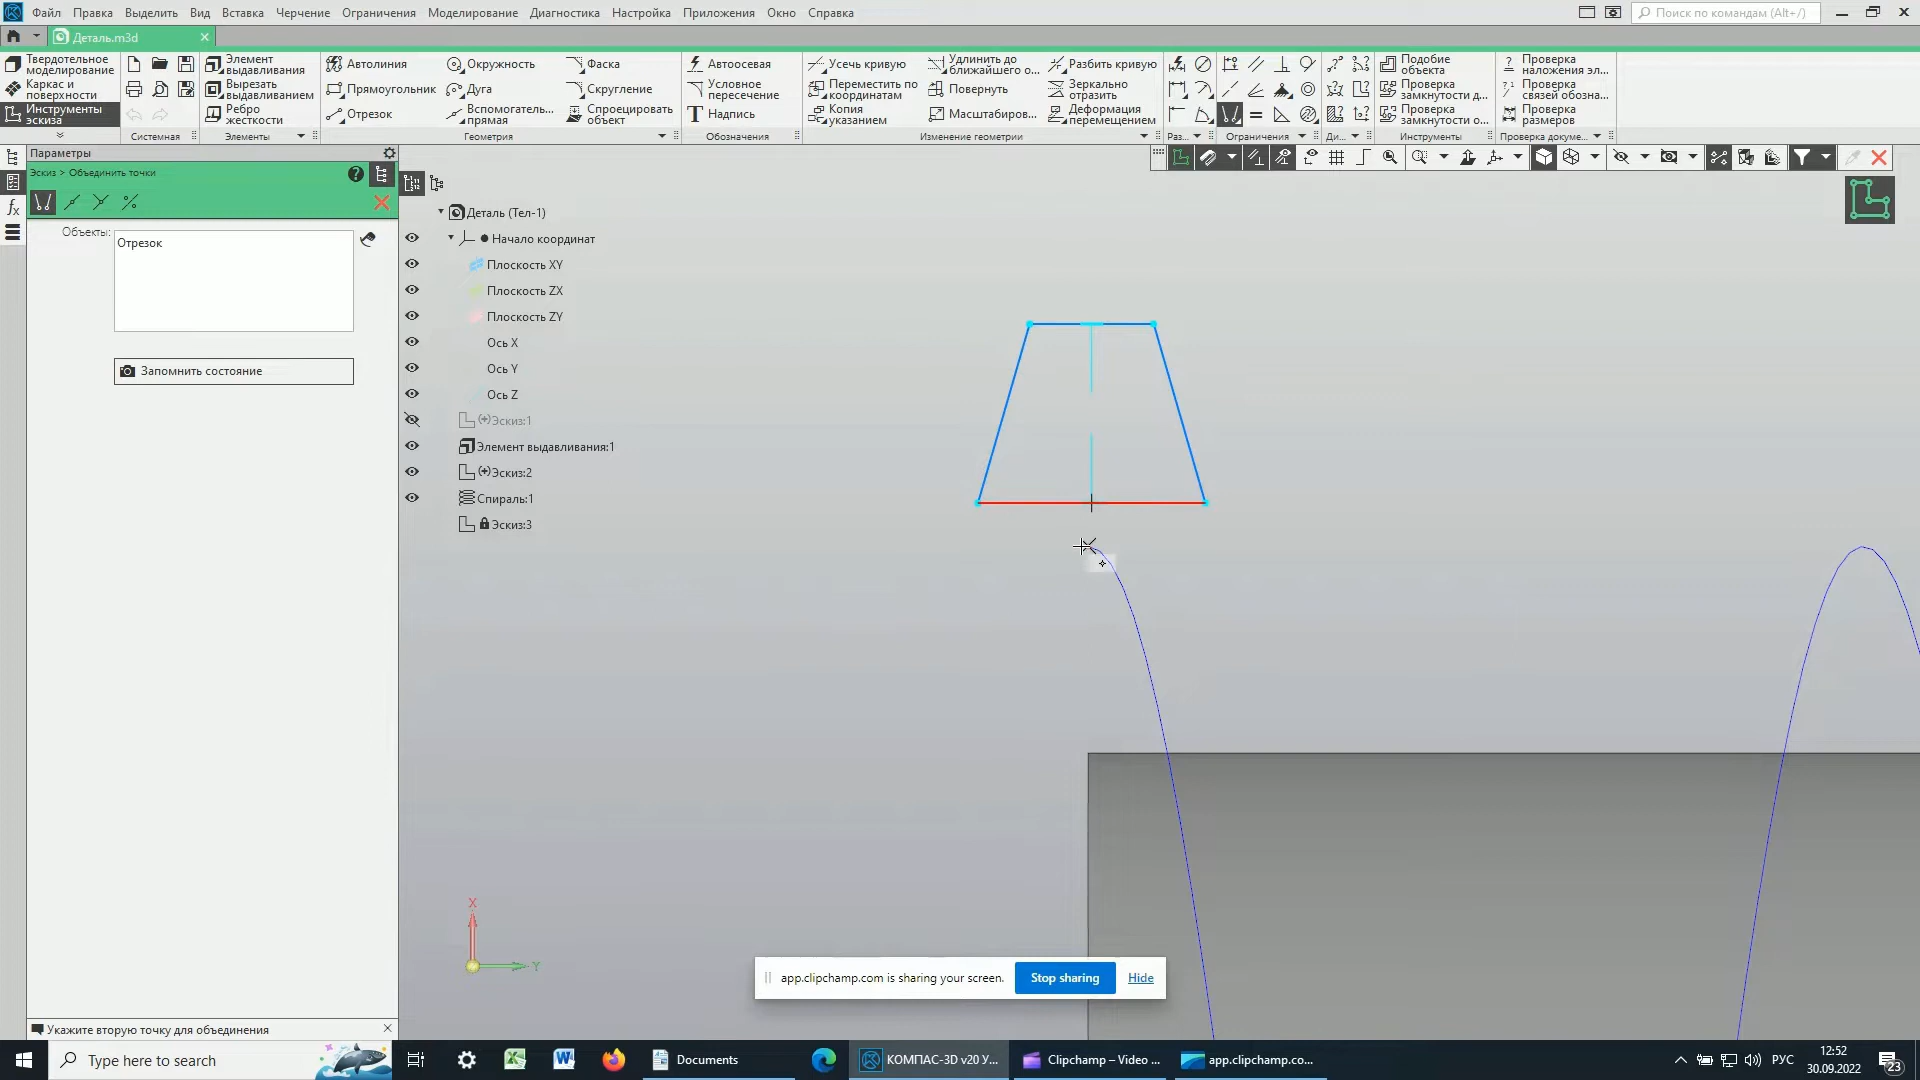 Файл Правка Выделить Вид Вставка Черчение Ограничения Моделирование Диагностика Настройка Приложения Окно Справка Поиск по командам (Alt+/)
Деталь.m3d
Твердотельное моделирование
Каркас и поверхности
Инструменты эскиза
Системная
Элемент выдавливания
Вырезать выдавливанием
Ребро жесткости
Элементы
Автолиния Окружность Фаска
Прямоугольник Дуга Скругление
Отрезок Вспомогатель... прямая Спроецировать объект
Геометрия
Автоосевая
Условное пересечение
Надпись
Обозначения
Усечь кривую Удлинить до ближайшего о... Разбить кривую
Переместить по координатам Повернуть Зеркально отразить
Копия указанием Масштабиров... Деформация перемещением
Изменение геометрии
Раз...
Ограничения
Ди...
Подобие объекта
Проверка замкнутости д...
Проверка замкнутости о...
Инструменты
Проверка наложения эл...
Проверка связей обозна...
Проверка размеров
Проверка докуме...
Параметры
Эскиз > Объединить точки
Объекты:
Отрезок
Запомнить состояние
Деталь (Тел-1)
Начало координат
Плоскость XY
Плоскость ZX
Плоскость ZY
Ось X
Ось Y
Ось Z
(+)Эскиз:1
Элемент выдавливания:1
(+)Эскиз:2
Спираль:1
Эскиз:3
X
Y
app.clipchamp.com is sharing your screen. Stop sharing Hide
Укажите вторую точку для объединения
Type here to search
Documents
КОМПАС-3D v20 У...
Clipchamp – Video ...
app.clipchamp.co...
РУС
12:52
30.09.2022
23